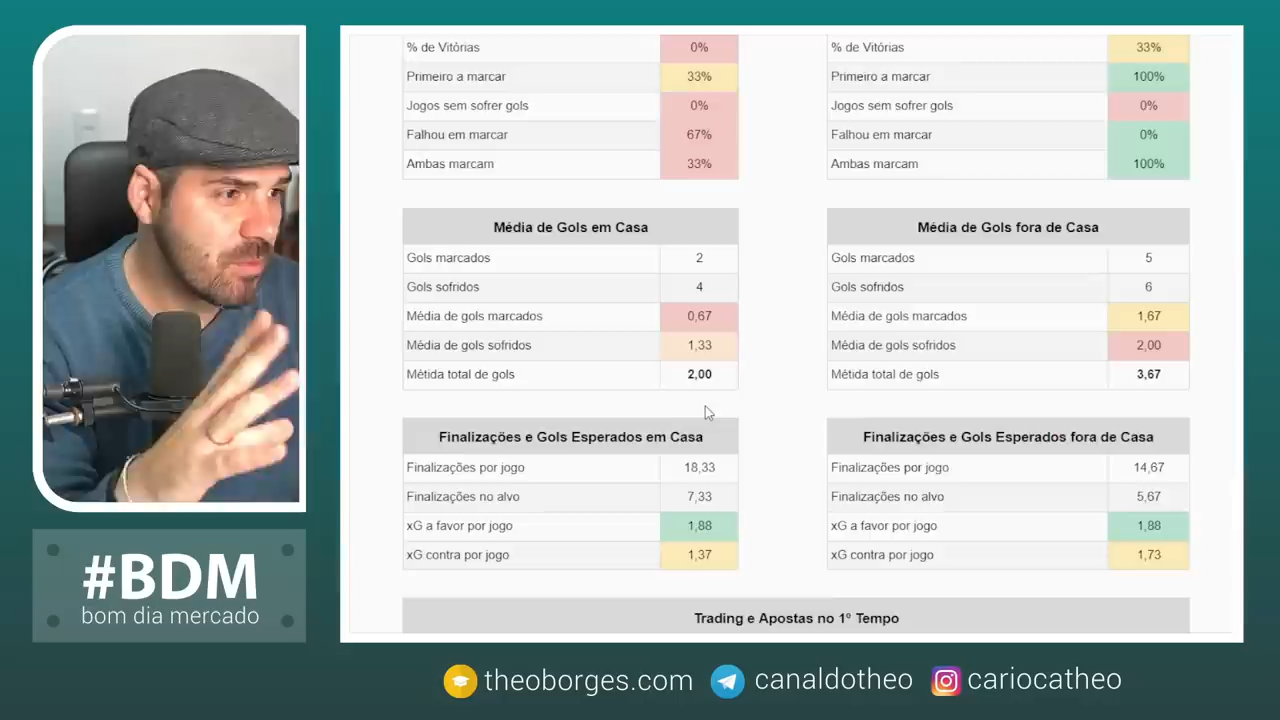 % de Vitórias 0%
Primeiro a marcar 33%
Jogos sem sofrer gols 0%
Falhou em marcar 67%
Ambas marcam 33%
% de Vitórias 33%
Primeiro a marcar 100%
Jogos sem sofrer gols 0%
Falhou em marcar 0%
Ambas marcam 100%
Média de Gols em Casa
Gols marcados 2
Gols sofridos 4
Média de gols marcados 0,67
Média de gols sofridos 1,33
Métida total de gols 2,00
Média de Gols fora de Casa
Gols marcados 5
Gols sofridos 6
Média de gols marcados 1,67
Média de gols sofridos 2,00
Métida total de gols 3,67
Finalizações e Gols Esperados em Casa
Finalizações por jogo 18,33
Finalizações no alvo 7,33
xG a favor por jogo 1,88
xG contra por jogo 1,37
Finalizações e Gols Esperados fora de Casa
Finalizações por jogo 14,67
Finalizações no alvo 5,67
xG a favor por jogo 1,88
xG contra por jogo 1,73
Trading e Apostas no 1º Tempo
#BDM
bom dia mercado
theoborges.com
canaldotheo
cariocatheo